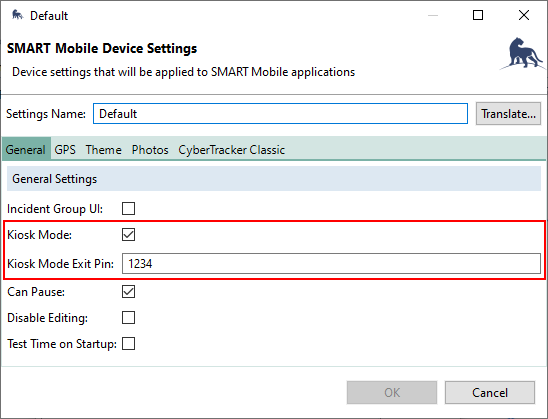 Default
SMART Mobile Device Settings
Device settings that will be applied to SMART Mobile applications
Settings Name: Default Translate...
General GPS Theme Photos CyberTracker Classic
General Settings
Incident Group UI:
Kiosk Mode:
Kiosk Mode Exit Pin: 1234
Can Pause:
Disable Editing:
Test Time on Startup:
OK Cancel